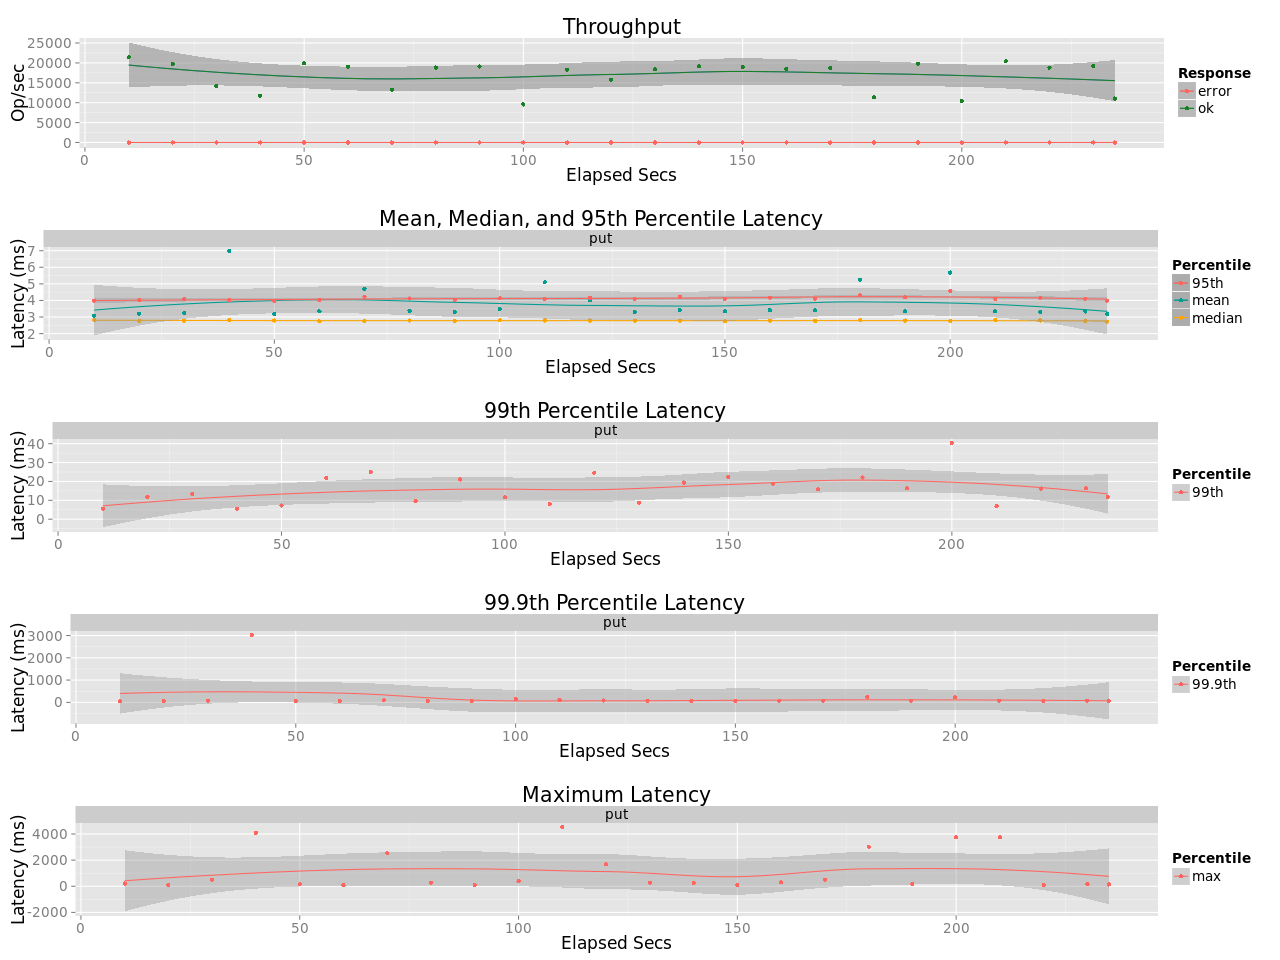 Throughput
25000
20000
15000
10000
5000
0
Op/sec
0 50 100 150 200
Elapsed Secs
Response
error
ok
Mean, Median, and 95th Percentile Latency
put
7
6
5
4
3
2
Latency (ms)
0 50 100 150 200
Elapsed Secs
Percentile
95th
mean
median
99th Percentile Latency
put
40
30
20
10
0
Latency (ms)
0 50 100 150 200
Elapsed Secs
Percentile
99th
99.9th Percentile Latency
put
3000
2000
1000
0
Latency (ms)
0 50 100 150 200
Elapsed Secs
Percentile
99.9th
Maximum Latency
put
4000
2000
0
-2000
Latency (ms)
0 50 100 150 200
Elapsed Secs
Percentile
max